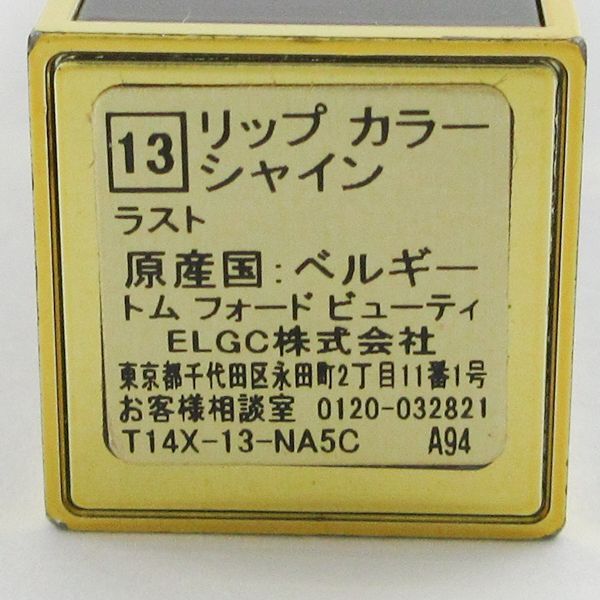 13 リップ カラー
シャイン
ラスト
原産国:ベルギー
トム フォード ビューティ
ELGC株式会社
東京都千代田区永田町2丁目11番1号
お客様相談室 0120-032821
T14X-13-NA5C A94